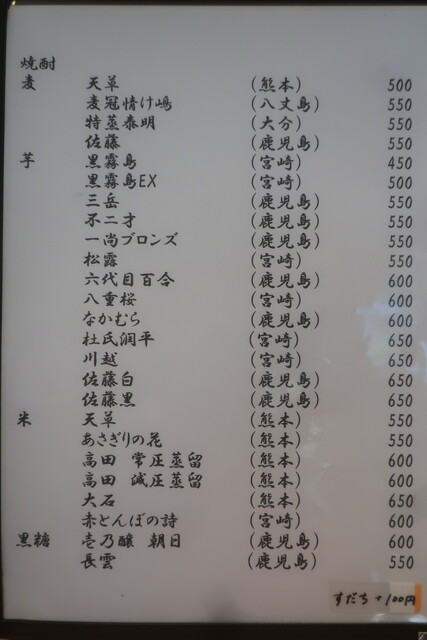 焼酎
麦 天草 (熊本) 500
麦冠情け嶋 (八丈島) 550
特蒸泰明 (大分) 550
佐藤 (鹿児島) 550
芋 黒霧島 (宮崎) 450
黒霧島EX (宮崎) 500
三岳 (鹿児島) 550
不二才 (鹿児島) 550
一尚ブロンズ (鹿児島) 550
松露 (宮崎) 550
六代目百合 (鹿児島) 600
八重桜 (宮崎) 600
なかむら (鹿児島) 600
杜氏潤平 (宮崎) 650
川越 (宮崎) 650
佐藤白 (鹿児島) 650
佐藤黒 (鹿児島) 650
米 天草 (熊本) 550
あさぎりの花 (熊本) 550
高田 常圧蒸留 (熊本) 600
高田 減圧蒸留 (熊本) 600
大石 (熊本) 650
赤とんぼの詩 (宮崎) 600
黒糖 壱乃醸 朝日 (鹿児島) 600
長雲 (鹿児島) 550
すだち +100円